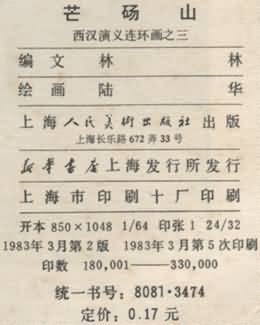 芒砀山
西汉演义连环画之三
编文 林林
绘画 陆华
上海人民美術出版社出版
上海长乐路672弄33号
新华書店上海发行所发行
上海市印刷十厂印刷
开本 850×1048 1/64 印张 1 24/32
1983年3月第2版 1983年3月第5次印刷
印数 180,001——330,000
统一书号：8081·3474
定价：0.17 元